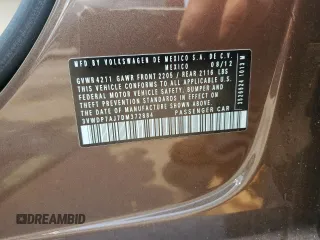 MFD BY VOLKSWAGEN DE MEXICO S.A. DE C.V.
MEXICO 08/12
GVWR 4211 GAWR FRONT 2205 / REAR 2116 LBS
THIS VEHICLE CONFORMS TO ALL APPLICABLE
FEDERAL MOTOR VEHICLE SAFETY,
BUMPER AND THEFT PREVENTION STANDARDS
IN EFFECT ON THE DATE OF MANUFACTURE SHOWN ABOVE
PASSENGER CAR
DREAMBID